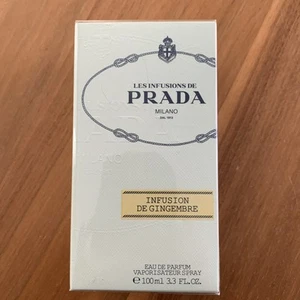 LES INFUSIONS DE
PRADA
MILANO
INFUSION
DE GINGEMBRE
EAU DE PARFUM
VAPORISATEUR SPRAY
100ml 3.3 FL.OZ.